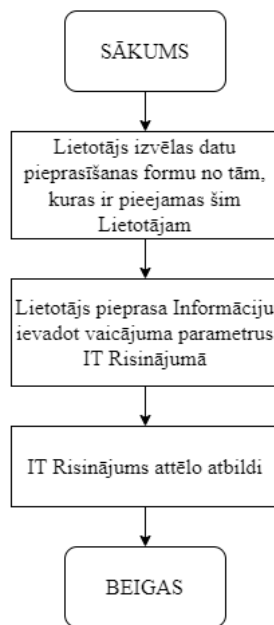 SĀKUMS
Lietotājs izvēlas datu
pieprasīšanas formu no tām,
kuras ir pieejamas šim
Lietotājam
Lietotājs pieprasa Informāciju
ievadot vaicājuma parametrus
IT Risinājumā
IT Risinājums attēlo atbildi
BEIGAS